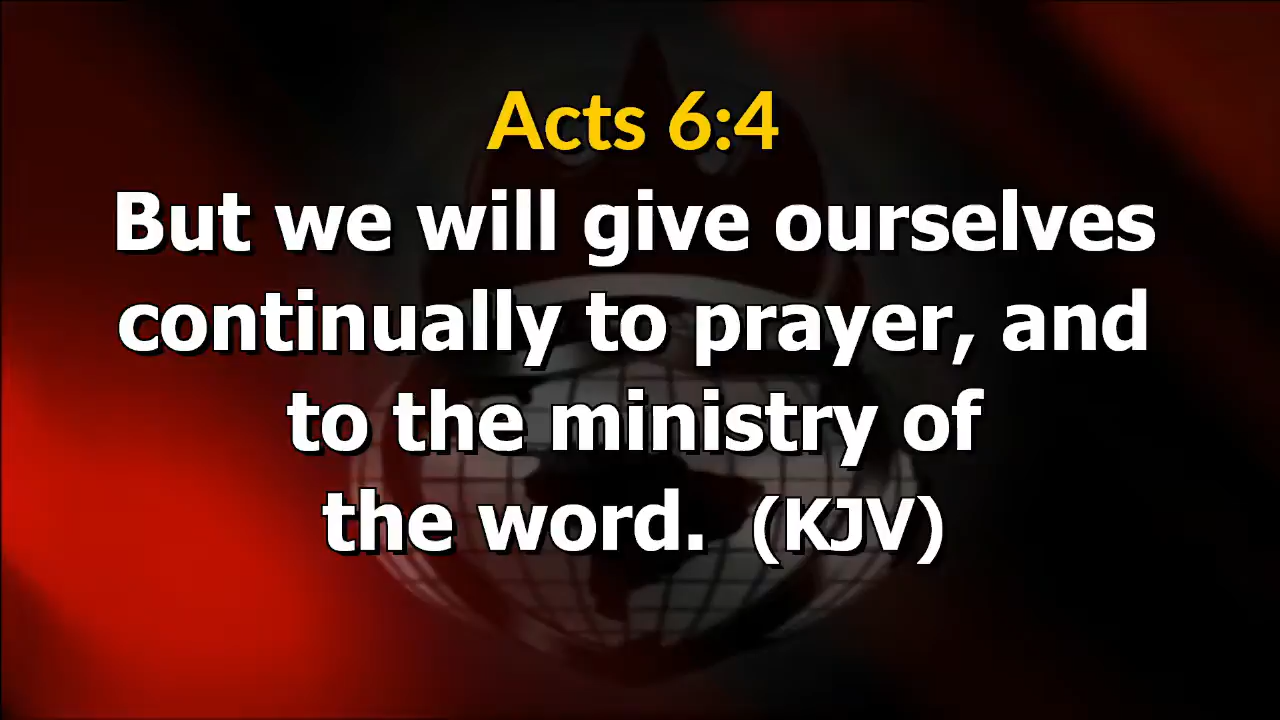 Acts 6:4
But we will give ourselves
continually to prayer, and
to the ministry of
the word. (KJV)